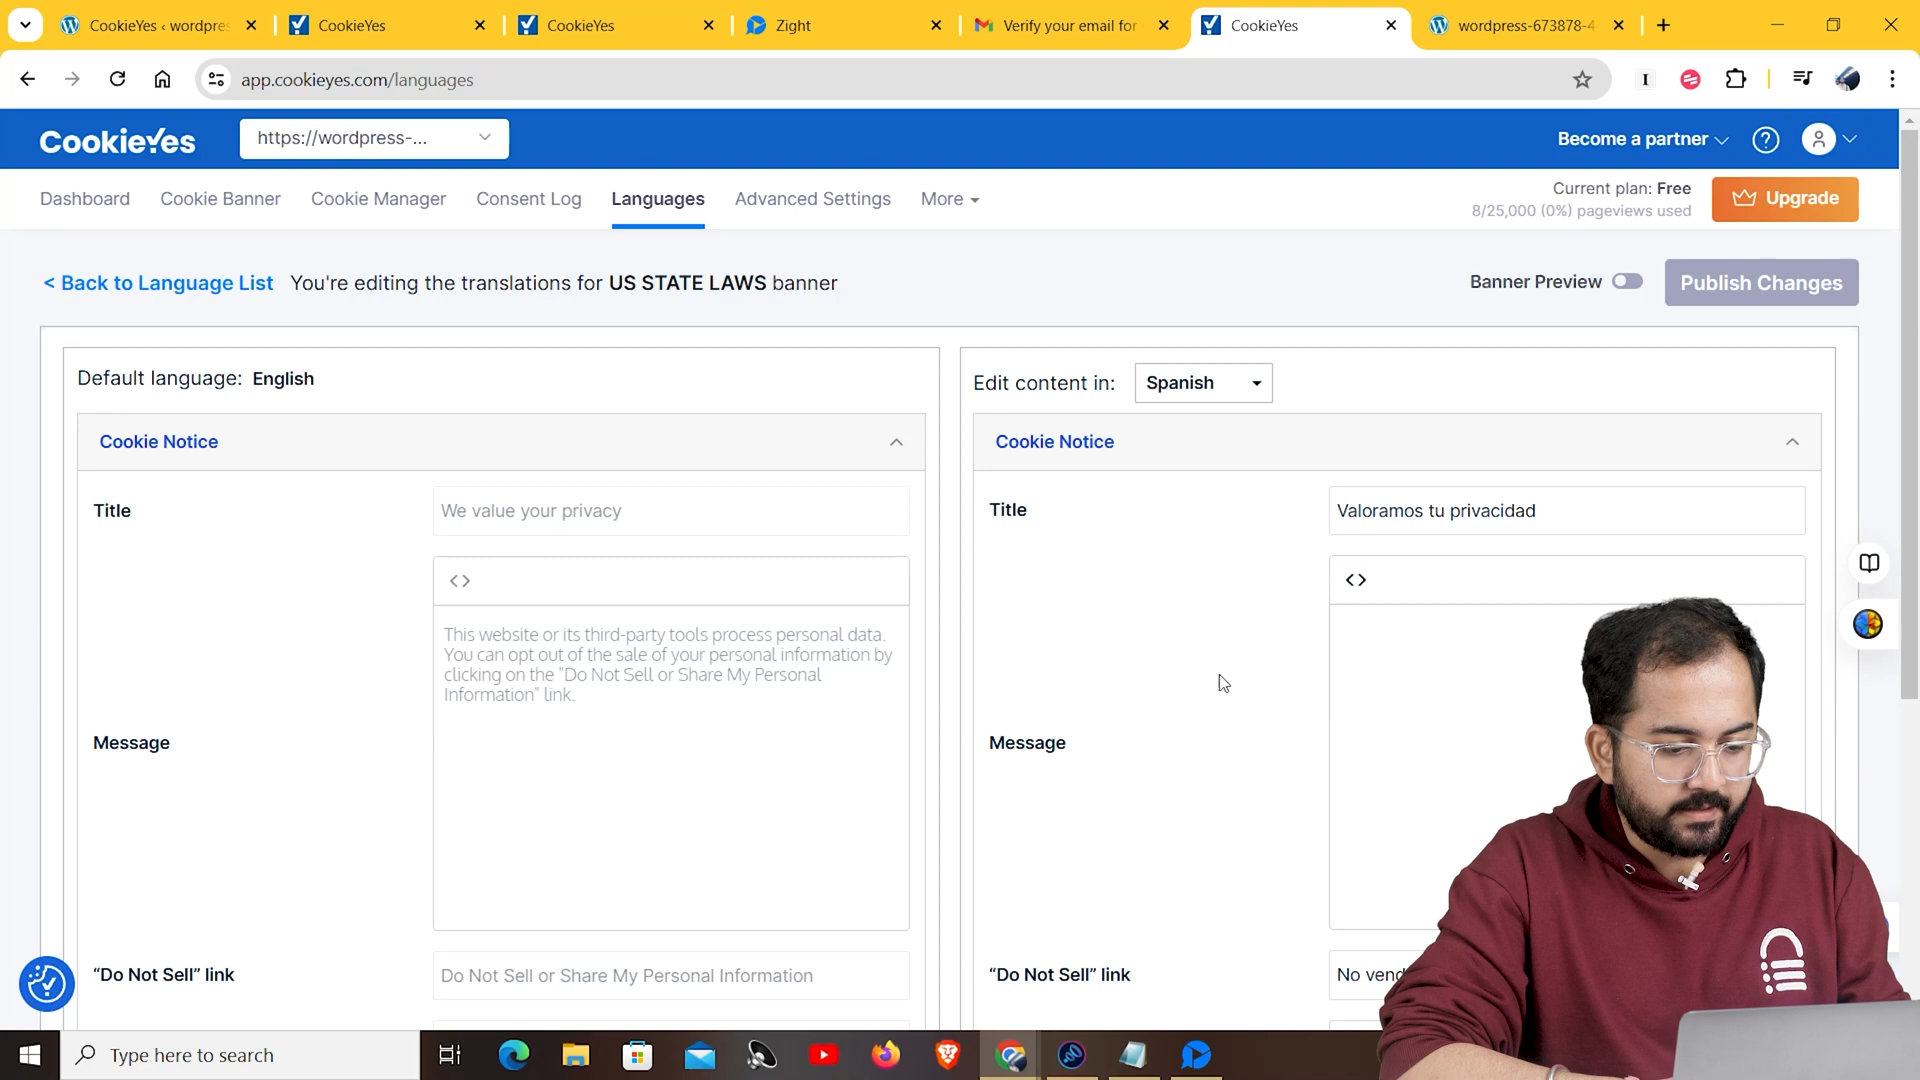 CookieYes ‹ wordpres
CookieYes
CookieYes
Zight
Verify your email for
CookieYes
wordpress-673878-4
app.cookieyes.com/languages
CookieYes
https://wordpress-...
Become a partner
Dashboard
Cookie Banner
Cookie Manager
Consent Log
Languages
Advanced Settings
More
Current plan: Free
8/25,000 (0%) pageviews used
Upgrade
< Back to Language List
You're editing the translations for US STATE LAWS banner
Banner Preview
Publish Changes
Default language: English
Cookie Notice
Title
We value your privacy
<>
This website or its third-party tools process personal data.
You can opt out of the sale of your personal information by
clicking on the "Do Not Sell or Share My Personal
Information" link.
Message
“Do Not Sell” link
Do Not Sell or Share My Personal Information
Edit content in:
Spanish
Cookie Notice
Title
Valoramos tu privacidad
<>
Message
“Do Not Sell” link
No vend
Type here to search